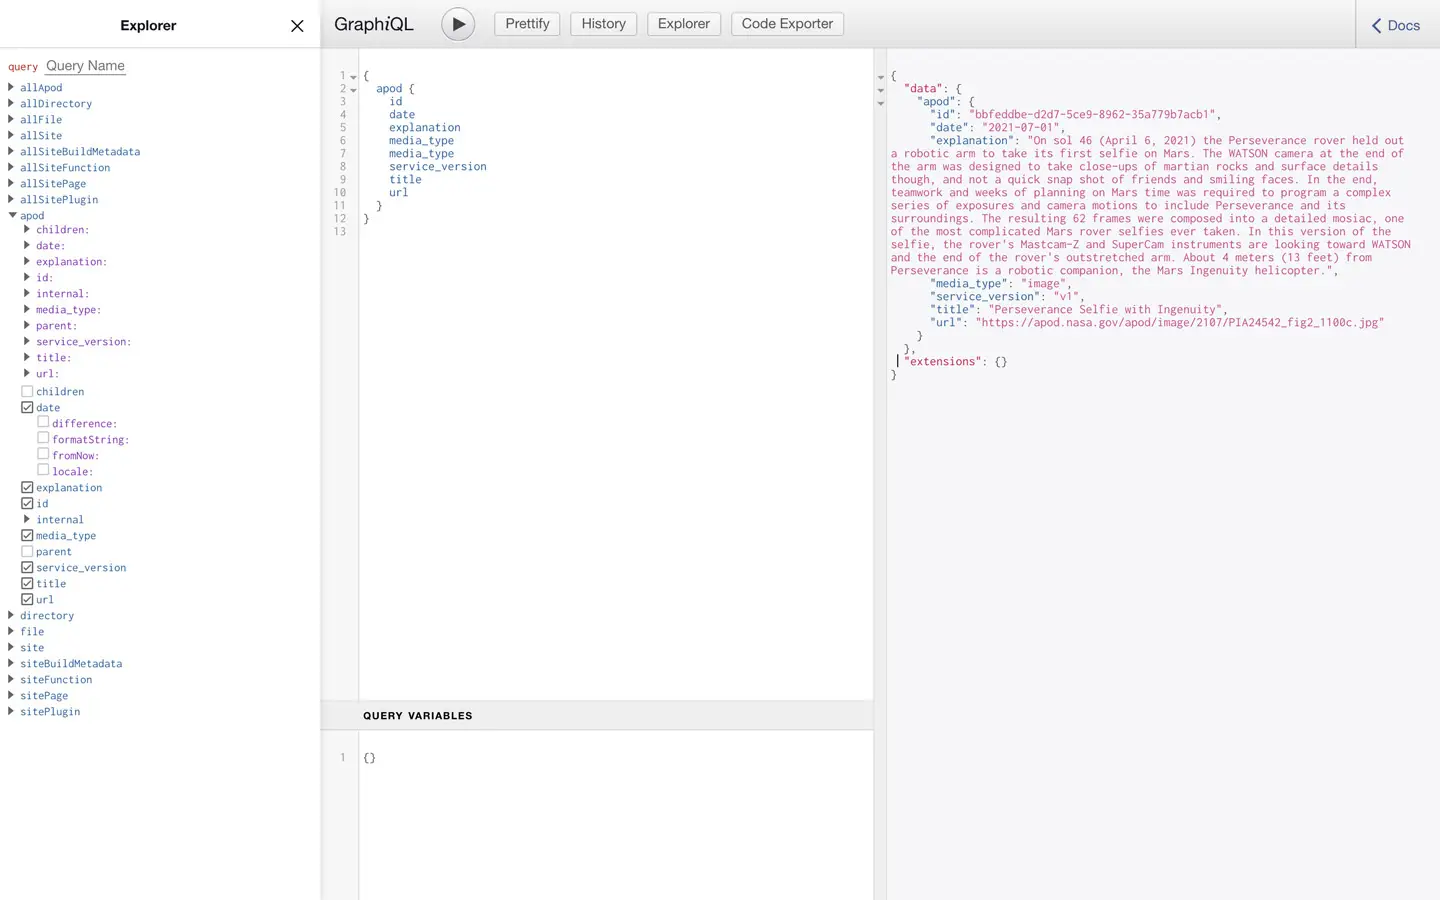 Explorer
GraphiQL
Prettify
History
Explorer
Code Exporter
Docs
query Query Name
allApod
allDirectory
allFile
allSite
allSiteBuildMetadata
allSiteFunction
allSitePage
allSitePlugin
apod
children:
date:
explanation:
id:
internal:
media_type:
parent:
service_version:
title:
url:
children
date
difference:
formatString:
fromNow:
locale:
explanation
id
internal
media_type
parent
service_version
title
url
directory
file
site
siteBuildMetadata
siteFunction
sitePage
sitePlugin
1 {
2 apod {
3 id
4 date
5 explanation
6 media_type
7 media_type
8 service_version
9 title
10 url
11 }
12 }
13
QUERY VARIABLES
1 {}
{
"data": {
"apod": {
"id": "bbfeddbe-d2d7-5ce9-8962-35a779b7acb1",
"date": "2021-07-01",
"explanation": "On sol 46 (April 6, 2021) the Perseverance rover held out
a robotic arm to take its first selfie on Mars. The WATSON camera at the end of
the arm was designed to take close-ups of martian rocks and surface details
though, and not a quick snap shot of friends and smiling faces. In the end,
teamwork and weeks of planning on Mars time was required to program a complex
series of exposures and camera motions to include Perseverance and its
surroundings. The resulting 62 frames were composed into a detailed mosiac, one
of the most complicated Mars rover selfies ever taken. In this version of the
selfie, the rover's Mastcam-Z and SuperCam instruments are looking toward WATSON
and the end of the rover's outstretched arm. About 4 meters (13 feet) from
Perseverance is a robotic companion, the Mars Ingenuity helicopter.",
"media_type": "image",
"service_version": "v1",
"title": "Perseverance Selfie with Ingenuity",
"url": "https://apod.nasa.gov/apod/image/2107/PIA24542_fig2_1100c.jpg"
}
},
"extensions": {}
}